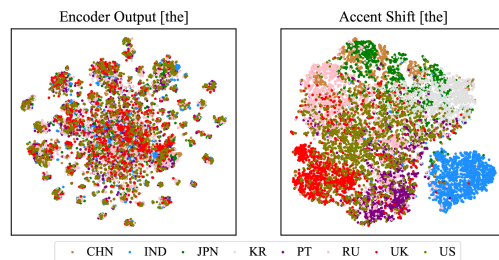 Encoder Output [the]
Accent Shift [the]
CHN IND JPN KR PT RU UK US